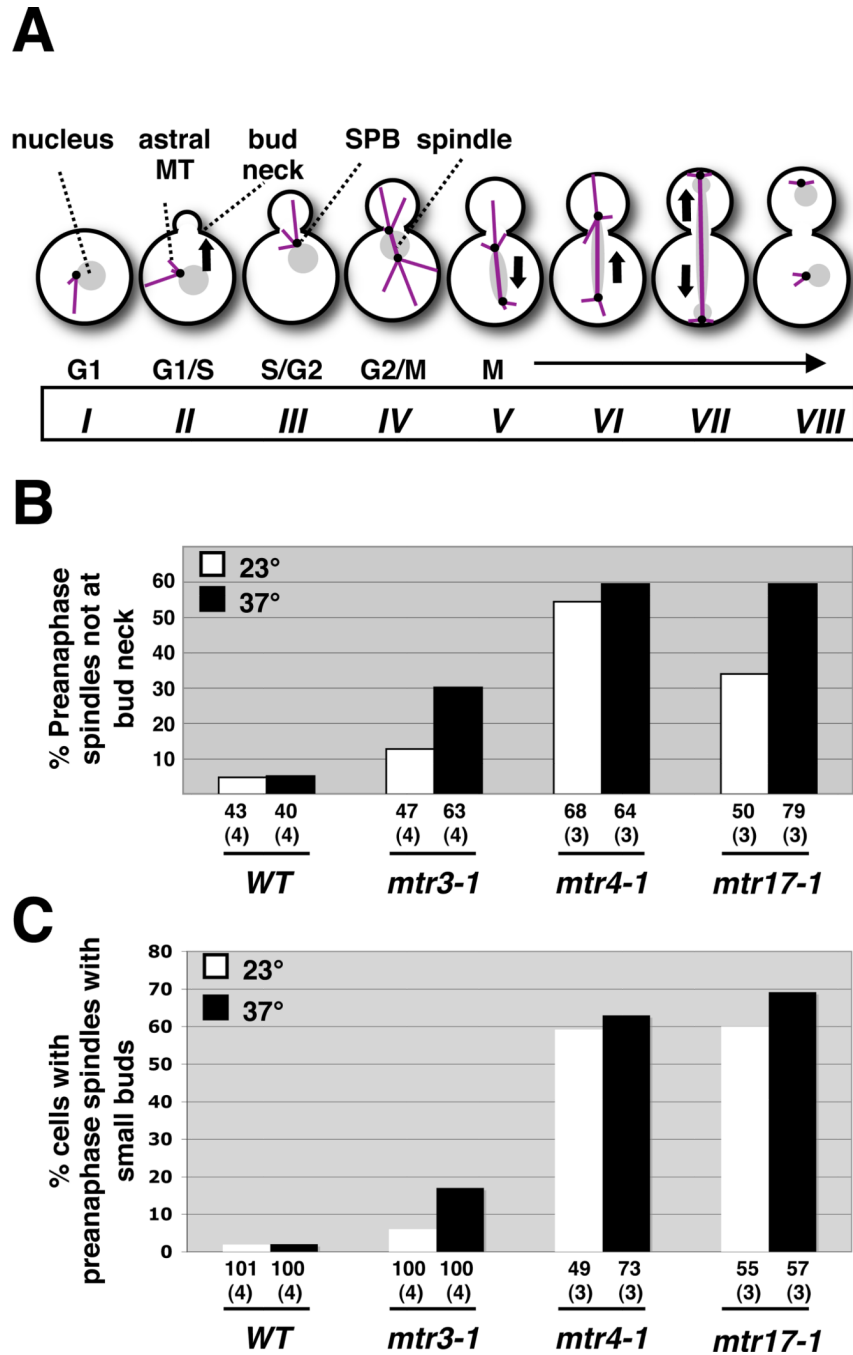 A
nucleus astral MT bud neck SPB spindle
G1 G1/S S/G2 G2/M M
I II III IV V VI VII VIII
B
% Preanaphase
spindles not at
bud neck
23°
37°
60
50
40
30
20
10
43 40 47 63 68 64 50 79
(4) (4) (4) (4) (3) (3) (3) (3)
WT mtr3-1 mtr4-1 mtr17-1
C
% cells with
preanaphase spindles with
small buds
23°
37°
80
70
60
50
40
30
20
10
0
101 100 100 100 49 73 55 57
(4) (4) (4) (4) (3) (3) (3) (3)
WT mtr3-1 mtr4-1 mtr17-1